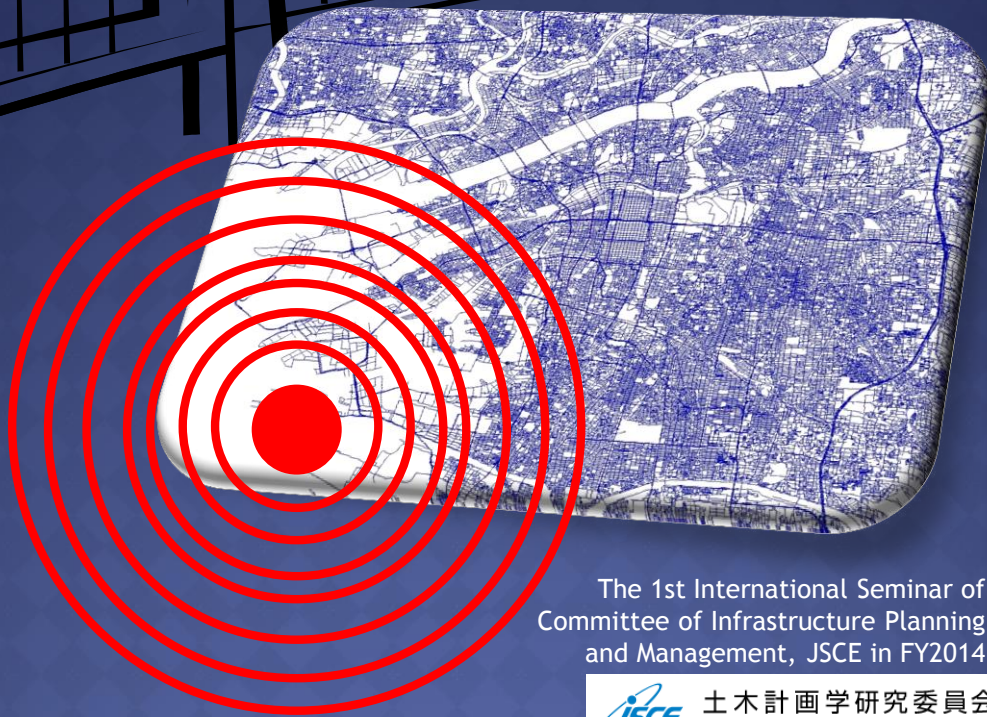 The 1st International Seminar of
Committee of Infrastructure Planning
and Management, JSCE in FY2014
JSCE 土木計画学研究委員会